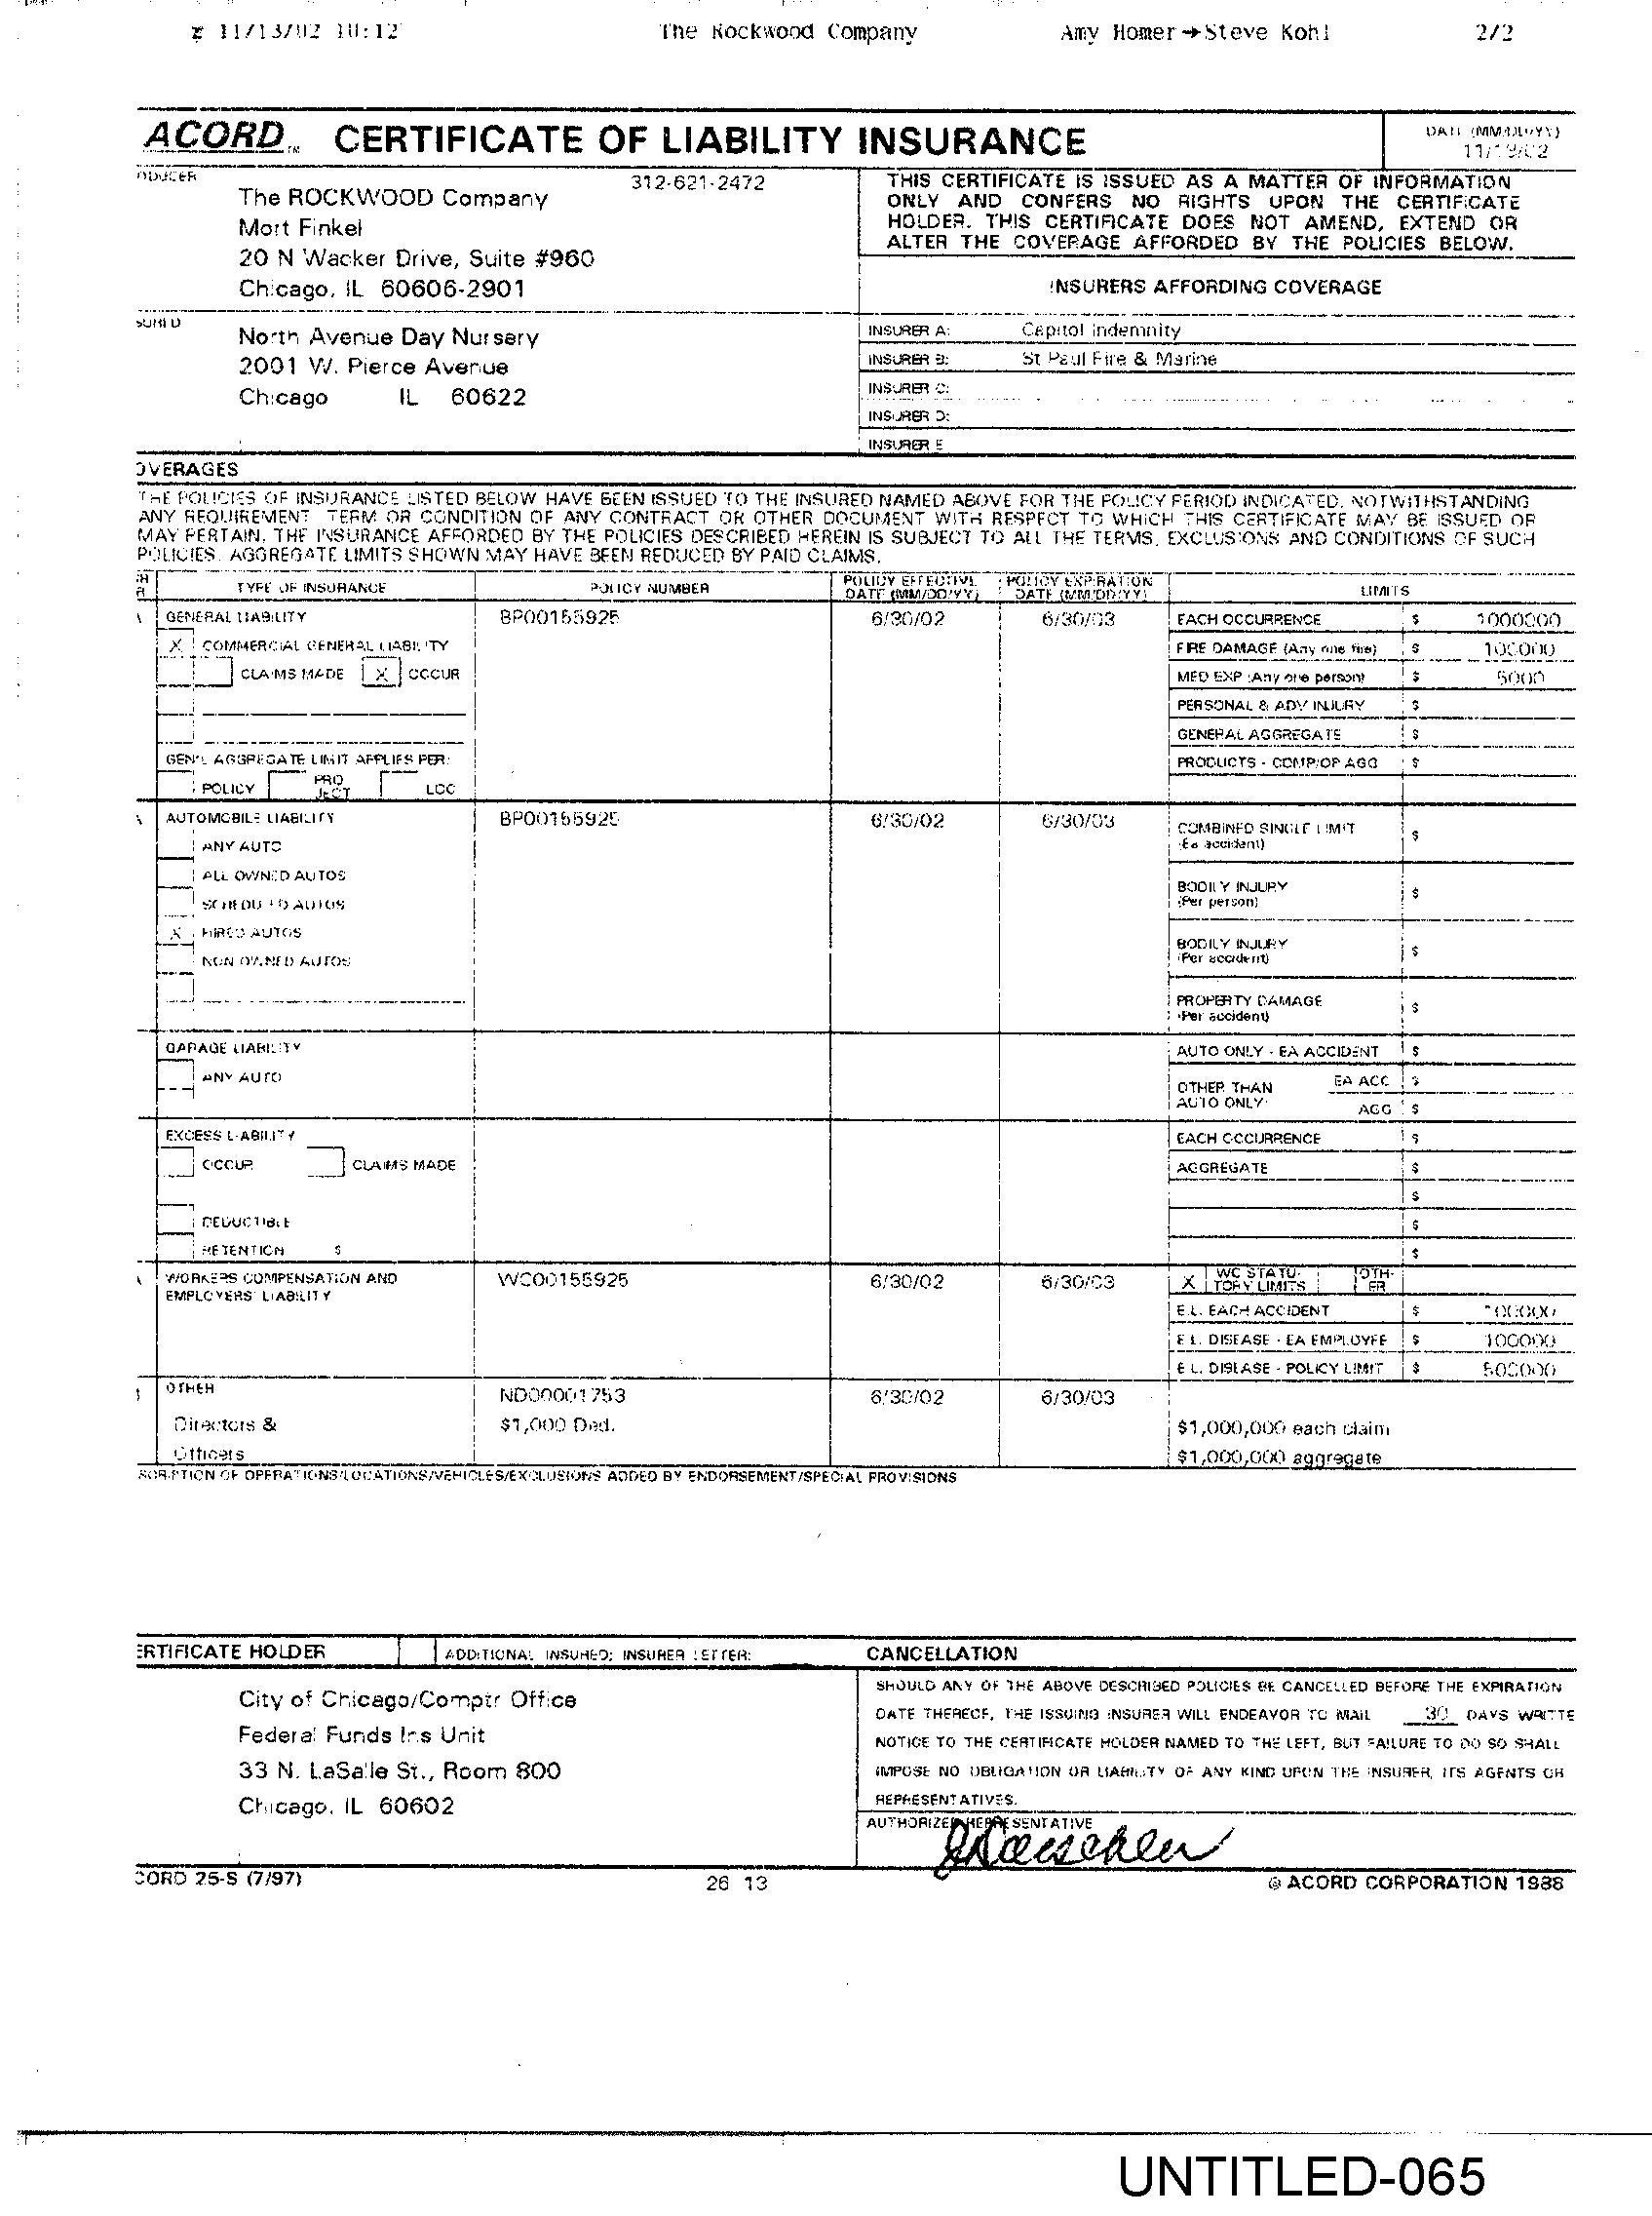 11/13/02 10:12 The Rockwood Company Amy Homer→Steve Kohl 2/2
ACORD™ CERTIFICATE OF LIABILITY INSURANCE
DATE (MM/DD/YY)
ODUCER
312-621-2472
The ROCKWOOD Company
Mort Finkel
20 N Wacker Drive, Suite #960
Chicago, IL 60606-2901
THIS CERTIFICATE IS ISSUED AS A MATTER OF INFORMATION
ONLY AND CONFERS NO RIGHTS UPON THE CERTIFICATE
HOLDER. THIS CERTIFICATE DOES NOT AMEND, EXTEND OR
ALTER THE COVERAGE AFFORDED BY THE POLICIES BELOW.
INSURERS AFFORDING COVERAGE
SURED
North Avenue Day Nursery
2001 W. Pierce Avenue
Chicago IL 60622
INSURER A: Capitol Indemnity
INSURER B: St Paul Fire & Marine
INSURER C:
INSURER D:
INSURER E
OVERAGES
THE POLICIES OF INSURANCE LISTED BELOW HAVE BEEN ISSUED TO THE INSURED NAMED ABOVE FOR THE POLICY PERIOD INDICATED. NOTWITHSTANDING
ANY REQUIREMENT, TERM OR CONDITION OF ANY CONTRACT OR OTHER DOCUMENT WITH RESPECT TO WHICH THIS CERTIFICATE MAY BE ISSUED OR
MAY PERTAIN, THE INSURANCE AFFORDED BY THE POLICIES DESCRIBED HEREIN IS SUBJECT TO ALL THE TERMS, EXCLUSIONS AND CONDITIONS OF SUCH
POLICIES. AGGREGATE LIMITS SHOWN MAY HAVE BEEN REDUCED BY PAID CLAIMS.
TYPE OF INSURANCE POLICY NUMBER POLICY EFFECTIVE DATE (MM/DD/YY) POLICY EXPIRATION DATE (MM/DD/YY) LIMITS
GENERAL LIABILITY BP00155925 6/30/02 6/30/03 EACH OCCURRENCE $ 1000000
X COMMERCIAL GENERAL LIABILITY FIRE DAMAGE (Any one fire) $ 100000
CLAIMS MADE X OCCUR MED EXP (Any one person) $ 5000
PERSONAL & ADV INJURY $
GENERAL AGGREGATE $
GEN'L AGGREGATE LIMIT APPLIES PER: PRODUCTS - COMP/OP AGG $
POLICY PROJECT LOC
AUTOMOBILE LIABILITY BP00155925 6/30/02 6/30/03 COMBINED SINGLE LIMIT (Ea accident) $
ANY AUTO
ALL OWNED AUTOS BODILY INJURY (Per person) $
SCHEDULED AUTOS
X HIRED AUTOS BODILY INJURY (Per accident) $
NON OWNED AUTOS
PROPERTY DAMAGE (Per accident) $
GARAGE LIABILITY AUTO ONLY - EA ACCIDENT $
ANY AUTO OTHER THAN AUTO ONLY: EA ACC $
AGG $
EXCESS LIABILITY EACH OCCURRENCE $
OCCUR CLAIMS MADE AGGREGATE $
$
DEDUCTIBLE $
RETENTION $ $
WORKERS COMPENSATION AND WC00155925 6/30/02 6/30/03 X WC STATU-TORY LIMITS OTH-ER
EMPLOYERS' LIABILITY E.L. EACH ACCIDENT $ 100000
E.L. DISEASE - EA EMPLOYEE $ 100000
E.L. DISEASE - POLICY LIMIT $ 500000
OTHER ND00001753 6/30/02 6/30/03
Directors & $1,000 Ded. $1,000,000 each claim
Officers $1,000,000 aggregate
SCRIPTION OF OPERATIONS/LOCATIONS/VEHICLES/EXCLUSIONS ADDED BY ENDORSEMENT/SPECIAL PROVISIONS
ERTIFICATE HOLDER ADDITIONAL INSURED; INSURER LETTER: CANCELLATION
City of Chicago/Comptr Office
Federal Funds Ins Unit
33 N. LaSalle St., Room 800
Chicago, IL 60602
SHOULD ANY OF THE ABOVE DESCRIBED POLICIES BE CANCELLED BEFORE THE EXPIRATION
DATE THEREOF, THE ISSUING INSURER WILL ENDEAVOR TO MAIL 30 DAYS WRITTE
NOTICE TO THE CERTIFICATE HOLDER NAMED TO THE LEFT, BUT FAILURE TO DO SO SHALL
IMPOSE NO OBLIGATION OR LIABILITY OF ANY KIND UPON THE INSURER, ITS AGENTS OR
REPRESENTATIVES.
AUTHORIZED REPRESENTATIVE
CORD 25-S (7/97) 26 13 © ACORD CORPORATION 1988
UNTITLED-065